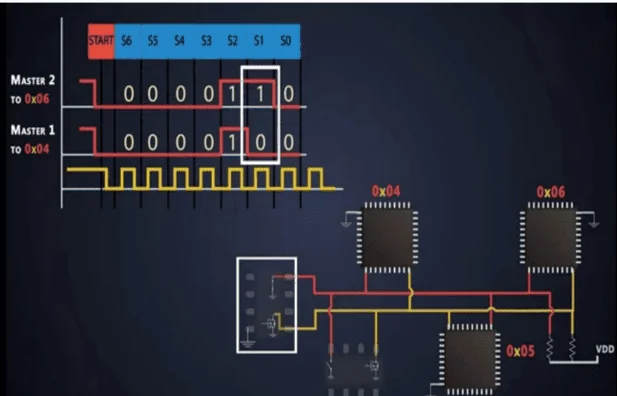 START S6 S5 S4 S3 S2 S1 S0
MASTER 2
TO 0x06
0 0 0 0 1 1 0
MASTER 1
TO 0x04
0 0 0 0 1 0 0
0x04
0x06
0x05
VDD